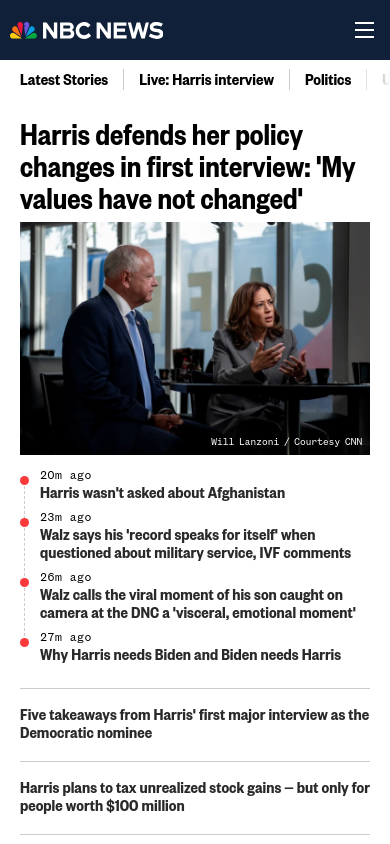 NBC NEWS
Latest Stories
Live: Harris interview
Politics
Harris defends her policy
changes in first interview: 'My
values have not changed'
Will Lanzoni / Courtesy CNN
20m ago
Harris wasn't asked about Afghanistan
23m ago
Walz says his 'record speaks for itself' when
questioned about military service, IVF comments
26m ago
Walz calls the viral moment of his son caught on
camera at the DNC a 'visceral, emotional moment'
27m ago
Why Harris needs Biden and Biden needs Harris
Five takeaways from Harris' first major interview as the
Democratic nominee
Harris plans to tax unrealized stock gains — but only for
people worth $100 million